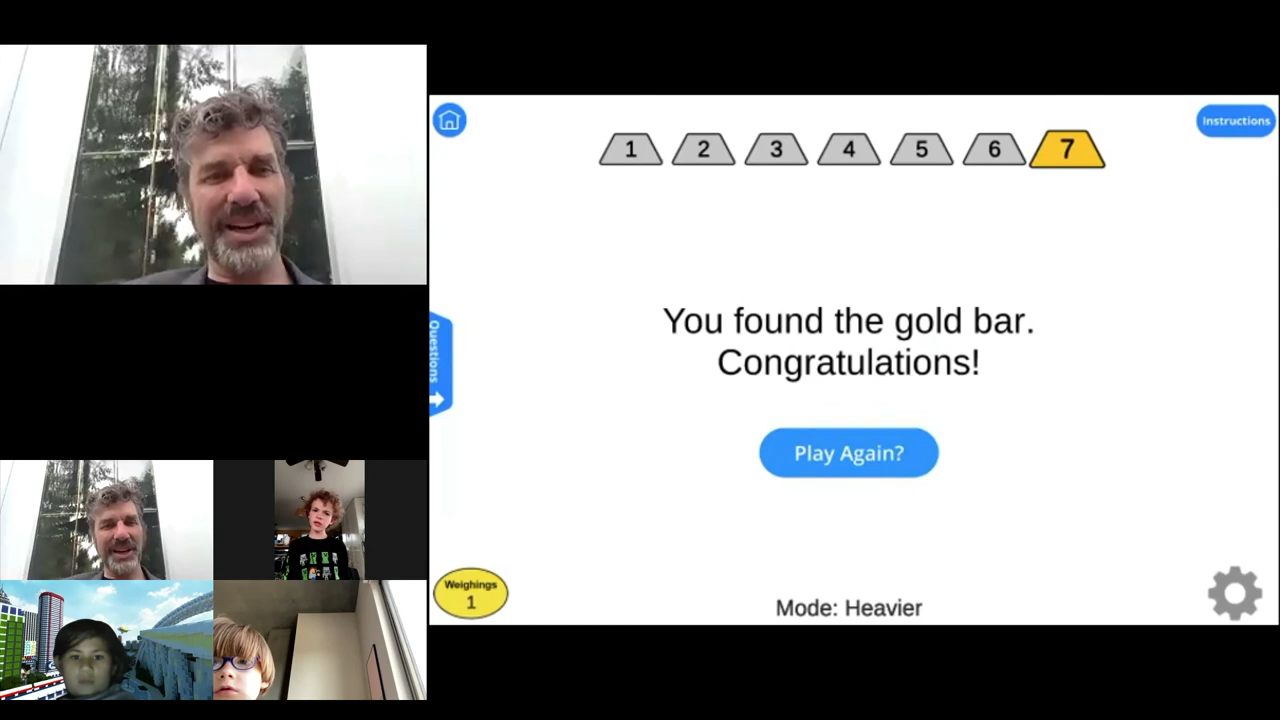 Instructions
1 2 3 4 5 6 7
You found the gold bar.
Congratulations!
Questions
Play Again?
Weighings
1
Mode: Heavier